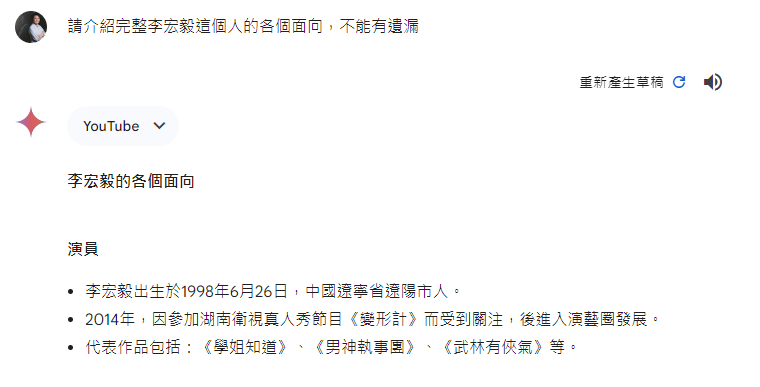 請介紹完整李宏毅這個人的各個面向，不能有遺漏
重新產生草稿
YouTube
李宏毅的各個面向
演員
• 李宏毅出生於1998年6月26日，中國遼寧省遼陽市人。
• 2014年，因參加湖南衛視真人秀節目《變形計》而受到關注，後進入演藝圈發展。
• 代表作品包括：《學姐知道》、《男神執事團》、《武林有俠氣》等。